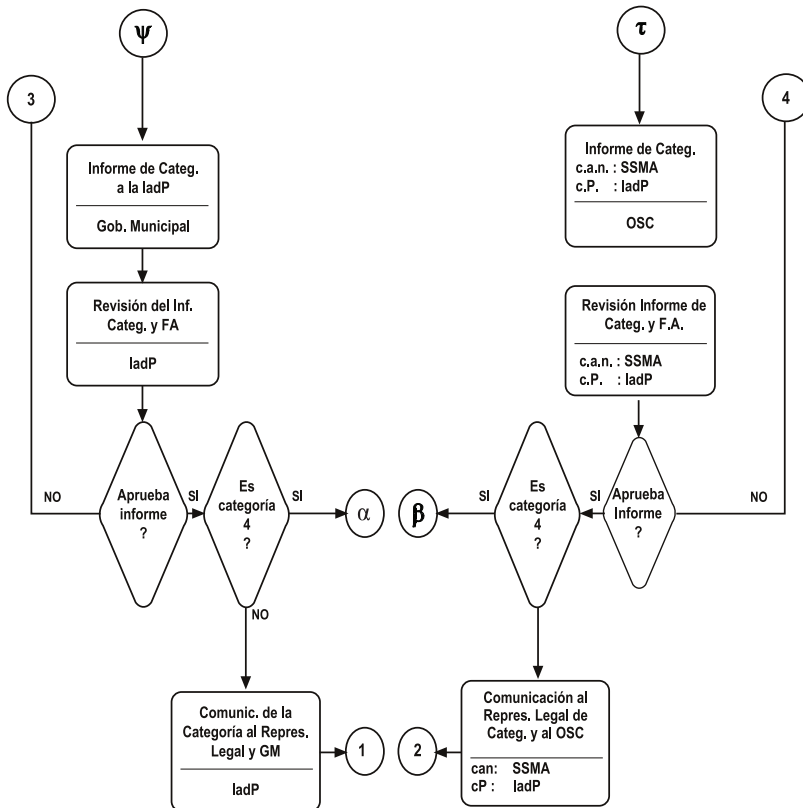 ψ
τ
3
4
Informe de Categ.
a la IadP
Gob. Municipal
Informe de Categ.
c.a.n. : SSMA
c.P. : IadP
OSC
Revisión del Inf.
Categ. y FA
IadP
Revisión Informe de
Categ. y F.A.
c.a.n. : SSMA
c.P. : IadP
NO
Aprueba
informe
?
SI
Es
categoría
4
?
SI
α
β
SI
Es
categoría
4
?
SI
Aprueba
Informe
?
NO
NO
Comunic. de la
Categoría al Repres.
Legal y GM
IadP
1
2
Comunicación al
Repres. Legal de
Categ. y al OSC
can: SSMA
cP : IadP